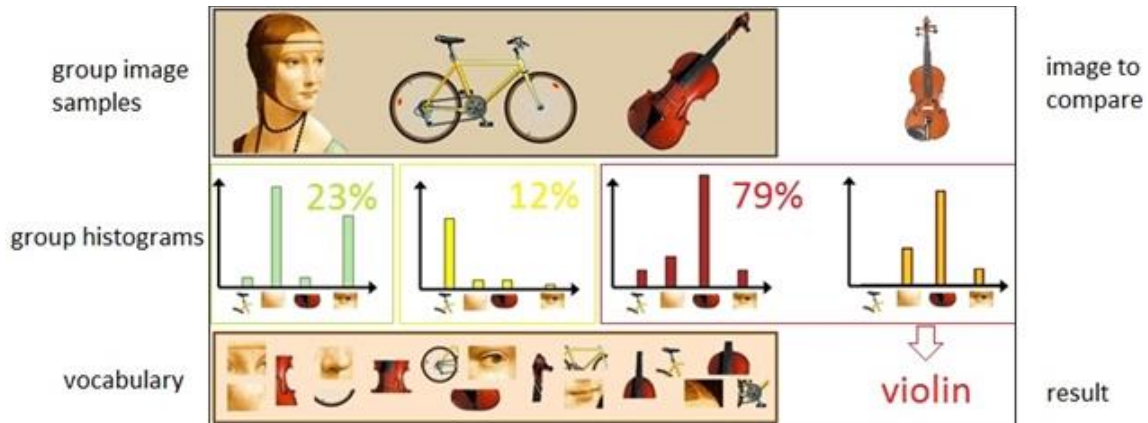 group image
samples
image to
compare
group histograms
23%
12%
79%
vocabulary
violin
result